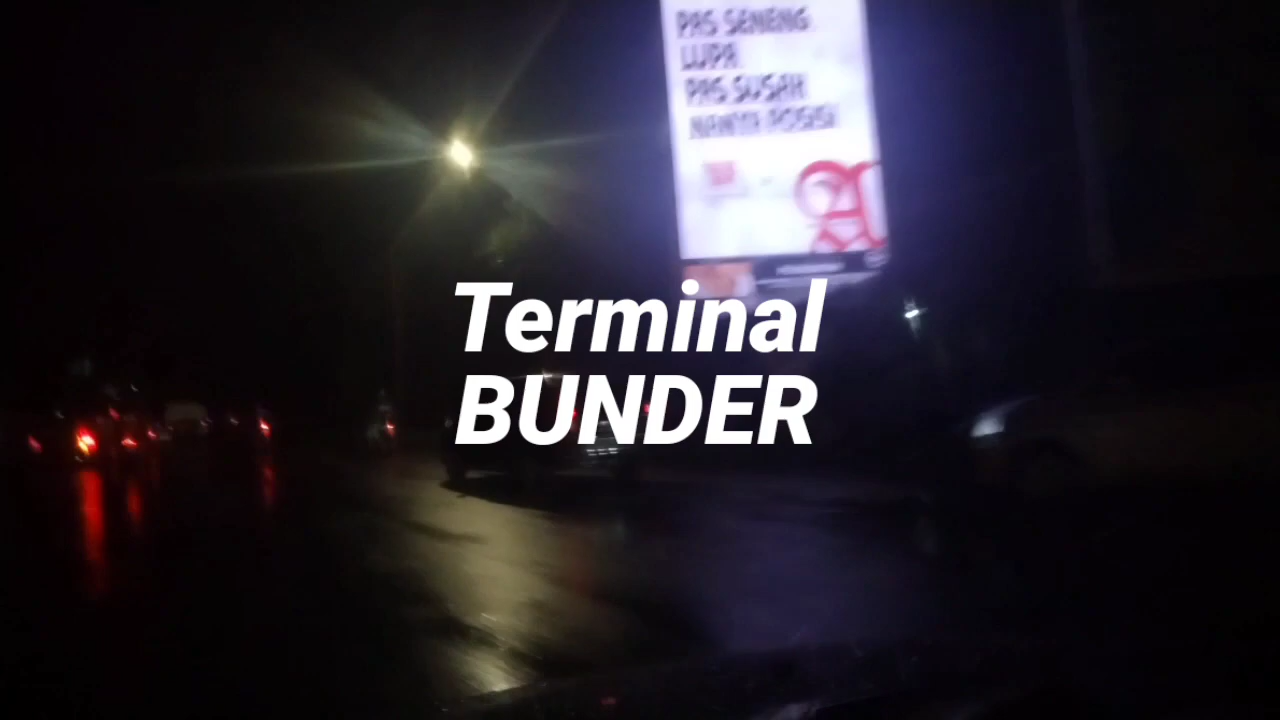 PAS SENENG
LUPA
PAS SUSAH
NANYA POSISI
Terminal
BUNDER